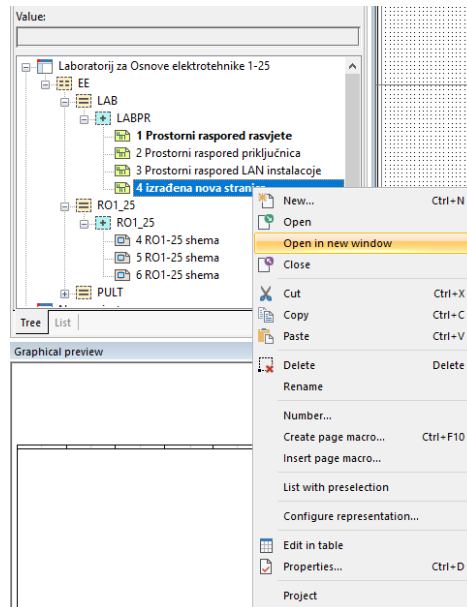 Value:
Laboratorij za Osnove elektrotehnike 1-25
EE
LAB
LABPR
1 Prostorni raspored rasvjete
2 Prostorni raspored priključnica
3 Prostorni raspored LAN instalacoje
4 izrađena nova stranica
RO1_25
RO1_25
4 RO1-25 shema
5 RO1-25 shema
6 RO1-25 shema
PULT
Tree List
Graphical preview
New... Ctrl+N
Open
Open in new window
Close
Cut Ctrl+X
Copy Ctrl+C
Paste Ctrl+V
Delete Delete
Rename
Number...
Create page macro... Ctrl+F10
Insert page macro...
List with preselection
Configure representation...
Edit in table
Properties... Ctrl+D
Project